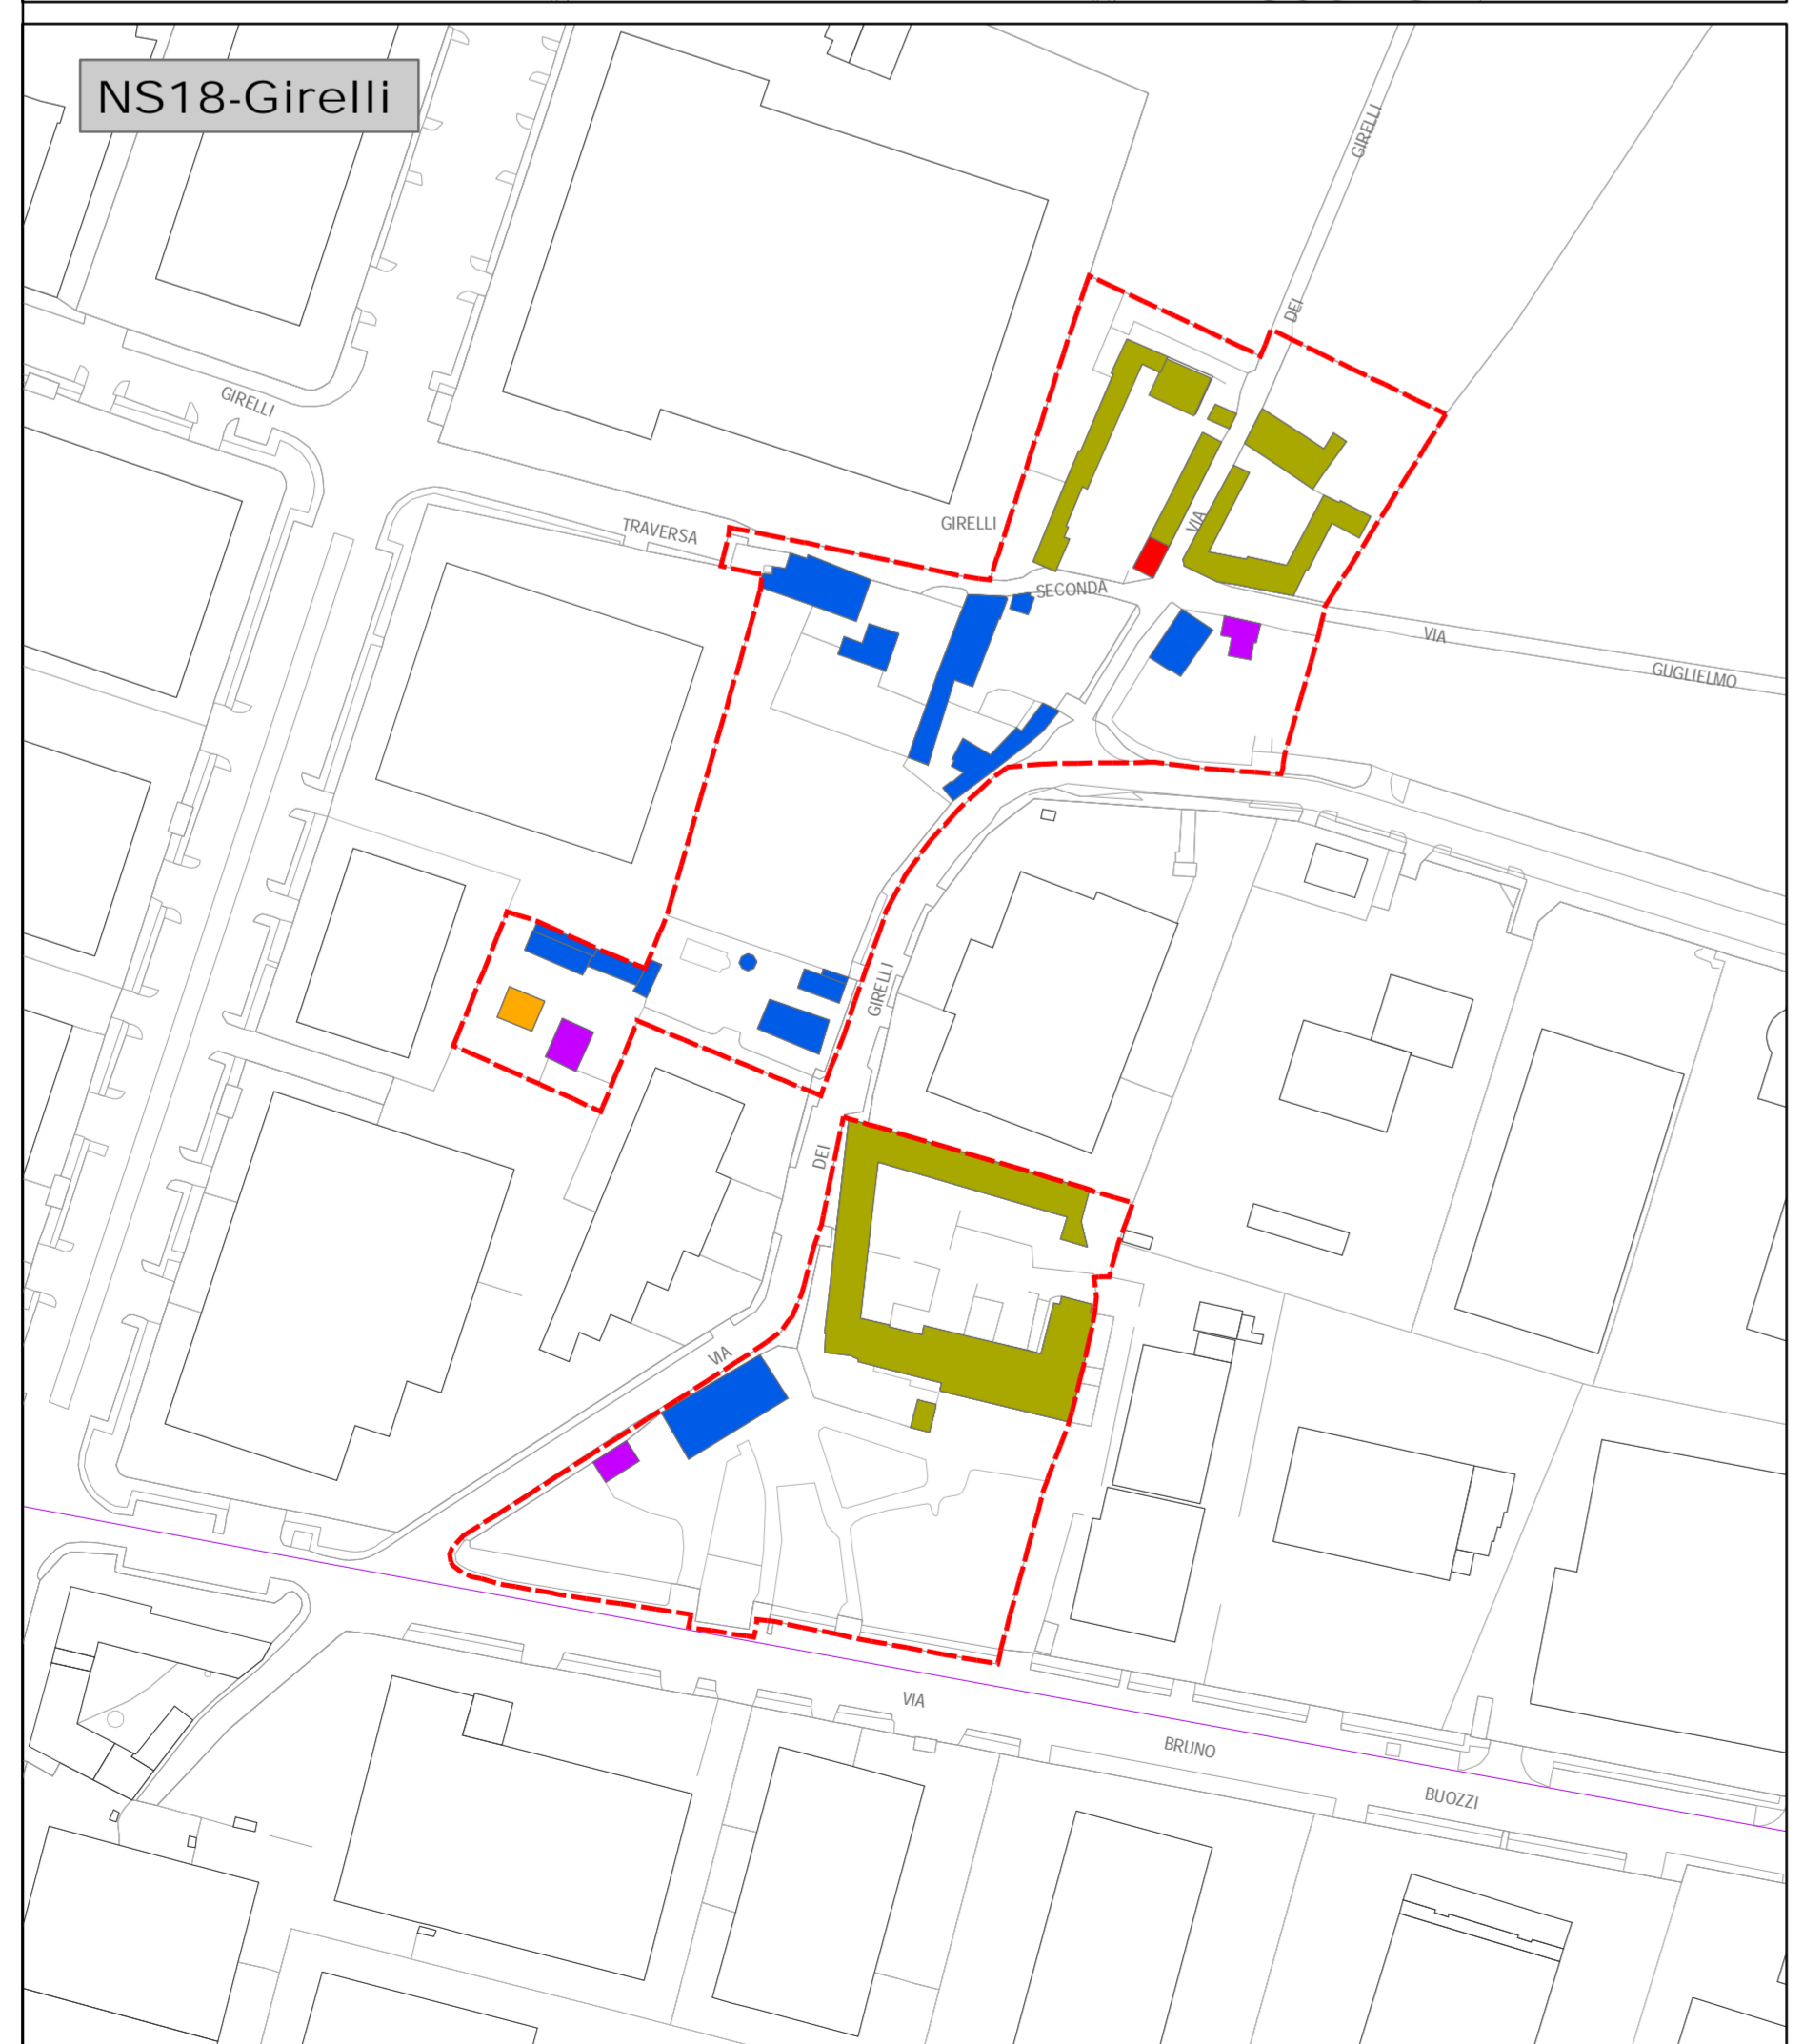 NS18-Girelli
GIRELLI
DEI
GIRELLI
TRAVERSA
GIRELLI
VIA
SECONDA
VIA
GUGLIELMO
GIRELLI
DEI
VIA
VIA
BRUNO
BUOZZI